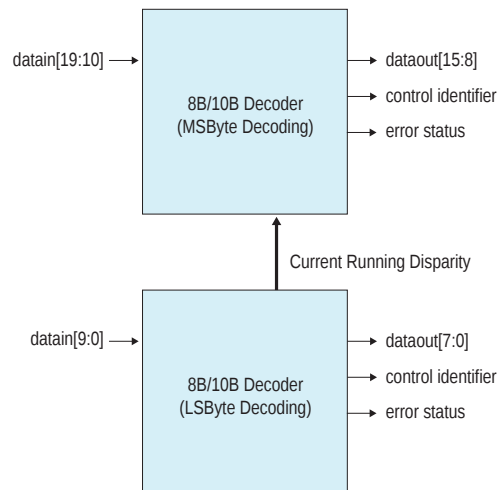 datain[19:10]
8B/10B Decoder
(MSByte Decoding)
dataout[15:8]
control identifier
error status
Current Running Disparity
datain[9:0]
8B/10B Decoder
(LSByte Decoding)
dataout[7:0]
control identifier
error status